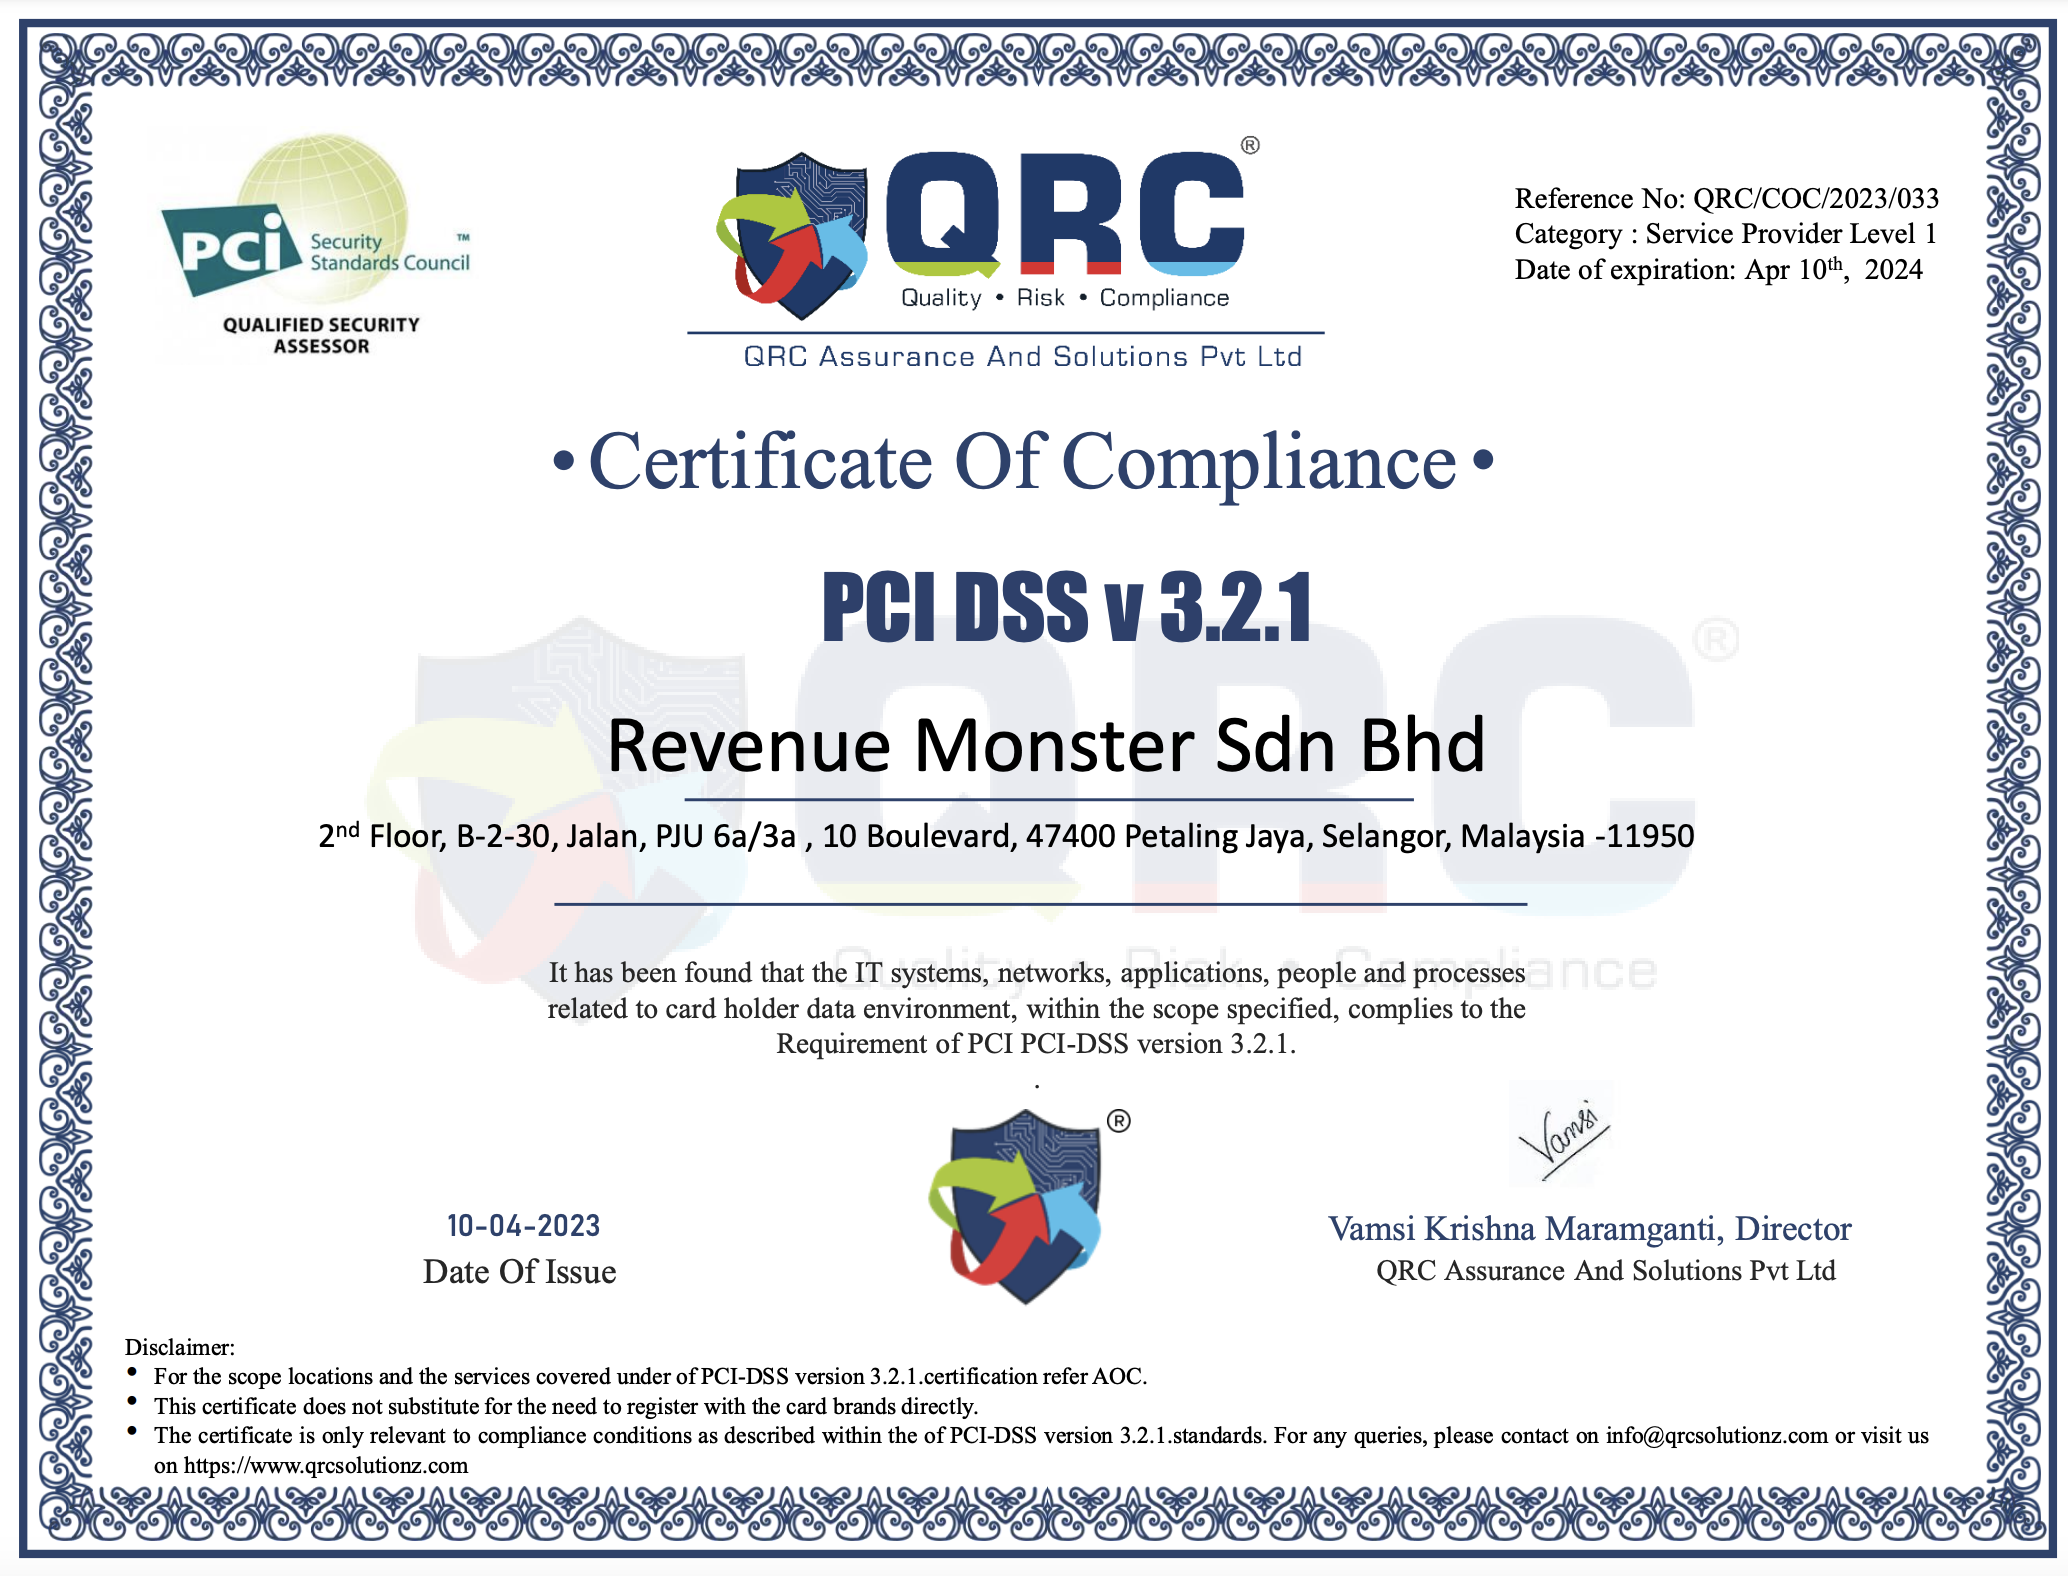 PCI Security Standards Council ™
QUALIFIED SECURITY
ASSESSOR
QRC ®
Quality • Risk • Compliance
QRC Assurance And Solutions Pvt Ltd
Reference No: QRC/COC/2023/033
Category : Service Provider Level 1
Date of expiration: Apr 10th, 2024
• Certificate Of Compliance •
PCI DSS v 3.2.1
QRC ®
Revenue Monster Sdn Bhd
2nd Floor, B-2-30, Jalan, PJU 6a/3a , 10 Boulevard, 47400 Petaling Jaya, Selangor, Malaysia -11950
Quality • Risk • Compliance
It has been found that the IT systems, networks, applications, people and processes
related to card holder data environment, within the scope specified, complies to the
Requirement of PCI PCI-DSS version 3.2.1.
.
®
Vamsi
10-04-2023
Date Of Issue
Vamsi Krishna Maramganti, Director
QRC Assurance And Solutions Pvt Ltd
Disclaimer:
• For the scope locations and the services covered under of PCI-DSS version 3.2.1.certification refer AOC.
• This certificate does not substitute for the need to register with the card brands directly.
• The certificate is only relevant to compliance conditions as described within the of PCI-DSS version 3.2.1.standards. For any queries, please contact on info@qrcsolutionz.com or visit us
on https://www.qrcsolutionz.com